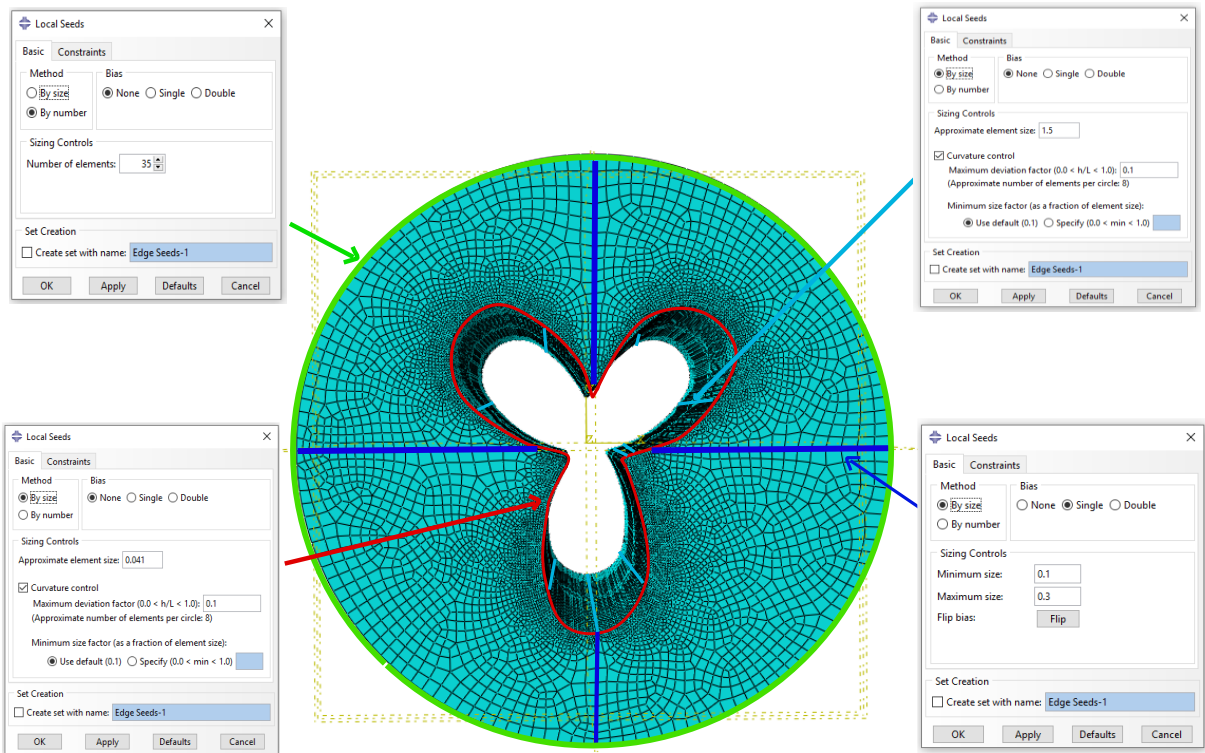 Local Seeds
Basic Constraints
Method Bias
By size None Single Double
By number
Sizing Controls
Number of elements: 35
Set Creation
Create set with name: Edge Seeds-1
OK Apply Defaults Cancel
Local Seeds
Basic Constraints
Method Bias
By size None Single Double
By number
Sizing Controls
Approximate element size: 1.5
Curvature control
Maximum deviation factor (0.0 < h/L < 1.0): 0.1
(Approximate number of elements per circle: 8)
Minimum size factor (as a fraction of element size):
Use default (0.1) Specify (0.0 < min < 1.0)
Set Creation
Create set with name: Edge Seeds-1
OK Apply Defaults Cancel
Local Seeds
Basic Constraints
Method Bias
By size None Single Double
By number
Sizing Controls
Approximate element size: 0.041
Curvature control
Maximum deviation factor (0.0 < h/L < 1.0): 0.1
(Approximate number of elements per circle: 8)
Minimum size factor (as a fraction of element size):
Use default (0.1) Specify (0.0 < min < 1.0)
Set Creation
Create set with name: Edge Seeds-1
OK Apply Defaults Cancel
Local Seeds
Basic Constraints
Method Bias
By size None Single Double
By number
Sizing Controls
Minimum size: 0.1
Maximum size: 0.3
Flip bias: Flip
Set Creation
Create set with name: Edge Seeds-1
OK Apply Defaults Cancel